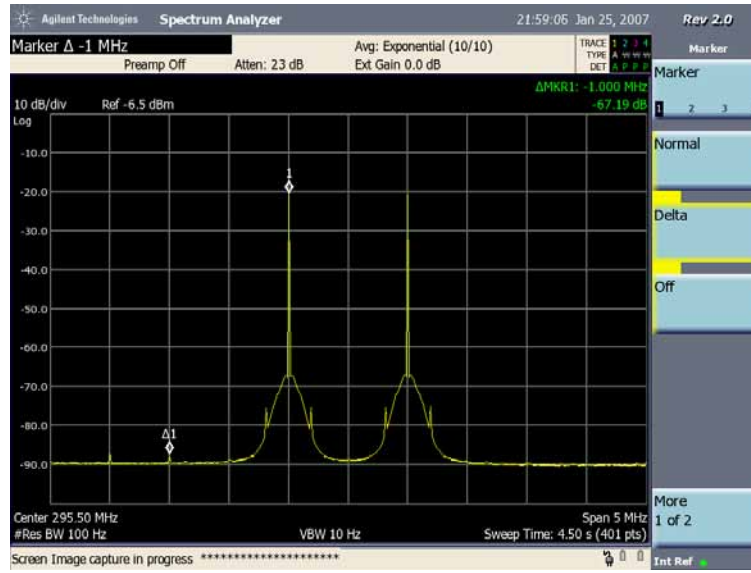 Agilent Technologies Spectrum Analyzer 21:59:06 Jan 25, 2007 Rev 2.0
Marker Δ -1 MHz Avg: Exponential (10/10) TRACE 1 2 3 4 Marker
Preamp Off Atten: 23 dB Ext Gain 0.0 dB TYPE A W W W
DET A P P P
Marker
1 2 3
ΔMKR1: -1.000 MHz
10 dB/div Ref -6.5 dBm -67.19 dB
Log
Normal
-10.0
1
-20.0
Delta
-30.0
-40.0
Off
-50.0
-60.0
-70.0
-80.0
Δ1
-90.0
More
1 of 2
Center 295.50 MHz Span 5 MHz
#Res BW 100 Hz VBW 10 Hz Sweep Time: 4.50 s (401 pts)
Screen Image capture in progress *********************
Int Ref